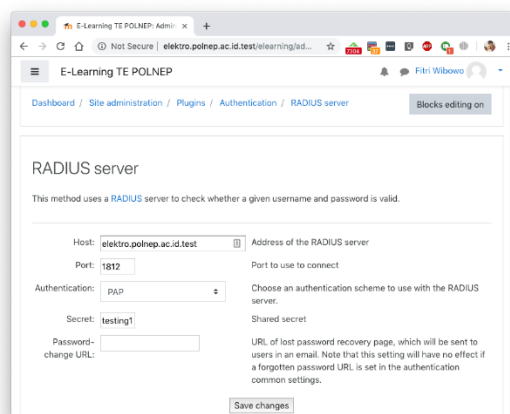 E-Learning TE POLNEP: Admin
Not Secure | elektro.polnep.ac.id.test/elearning/ad...
7304
E-Learning TE POLNEP
Fitri Wibowo
Dashboard / Site administration / Plugins / Authentication / RADIUS server
Blocks editing on
RADIUS server
This method uses a RADIUS server to check whether a given username and password is valid.
Host: elektro.polnep.ac.id.test Address of the RADIUS server
Port: 1812 Port to use to connect
Authentication: PAP Choose an authentication scheme to use with the RADIUS
server.
Secret: testing1 Shared secret
Password- URL of lost password recovery page, which will be sent to
change URL: users in an email. Note that this setting will have no effect if
a forgotten password URL is set in the authentication
common settings.
Save changes